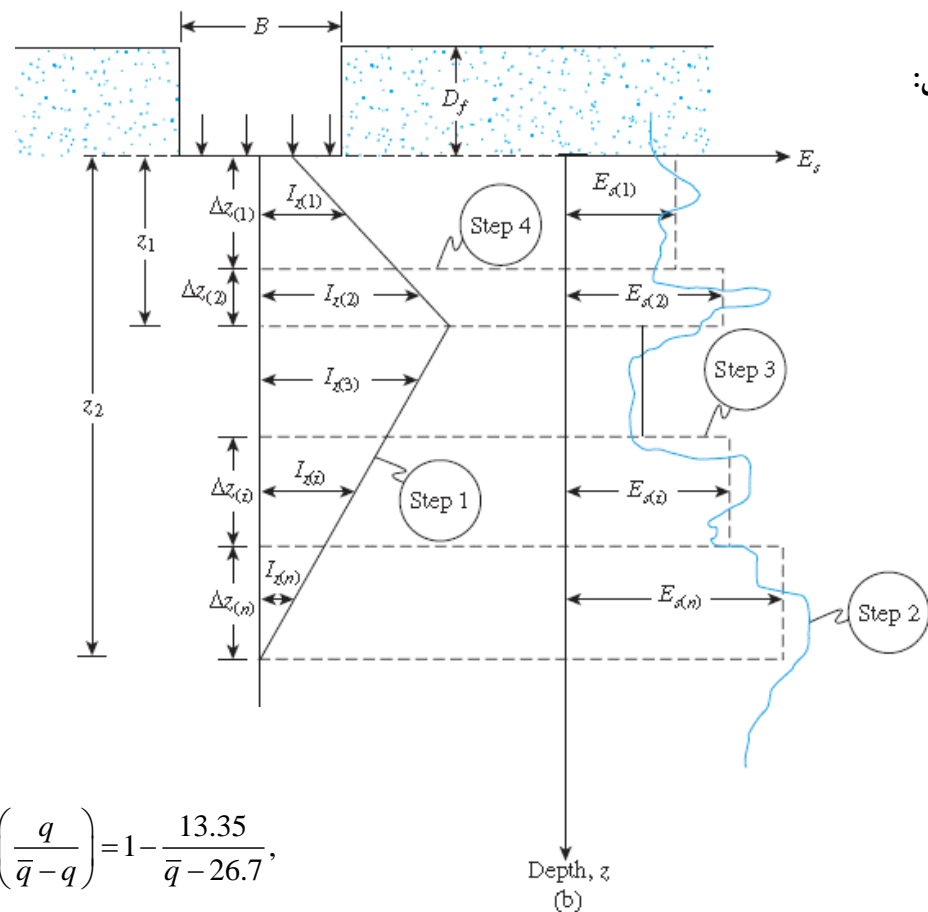 B
D_f
E_s
Δz_(1)
I_z(1)
E_s(1)
Step 4
z_1
Δz_(2)
I_z(2)
E_s(2)
Step 3
I_z(3)
z_2
Δz_(i)
I_z(i)
Step 1
E_s(i)
Δz_(n)
I_z(n)
E_s(n)
Step 2
(q / (q̄ − q)) = 1 − 13.35 / (q̄ − 26.7),
Depth, z
(b)